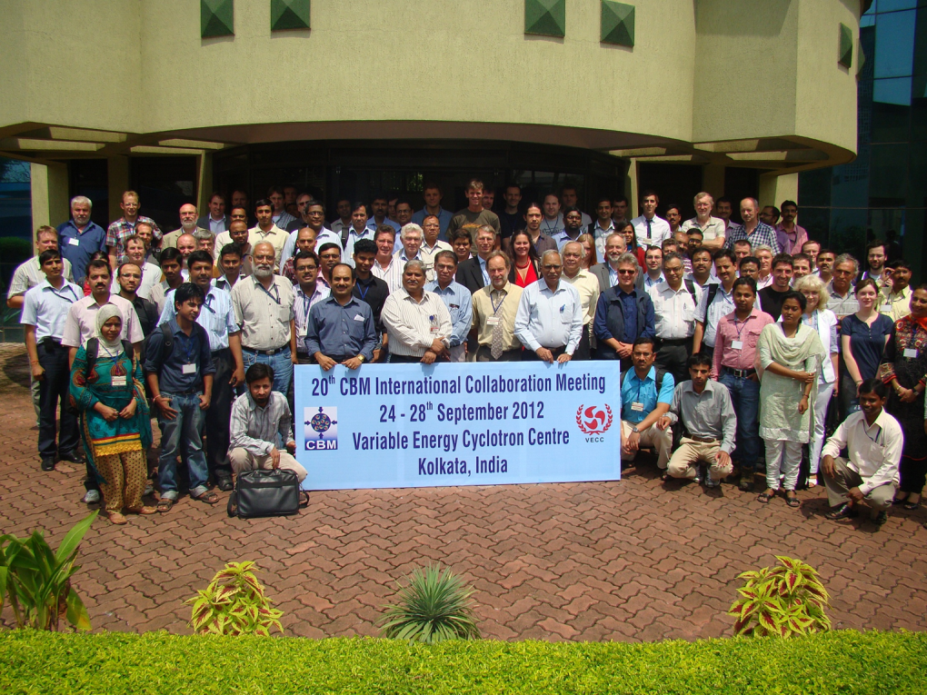 20th CBM International Collaboration Meeting
24 - 28th September 2012
Variable Energy Cyclotron Centre
Kolkata, India
CBM
VECC